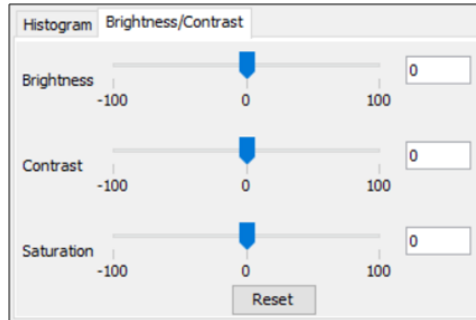 Histogram Brightness/Contrast
Brightness 0
-100 0 100
Contrast 0
-100 0 100
Saturation 0
-100 0 100
Reset